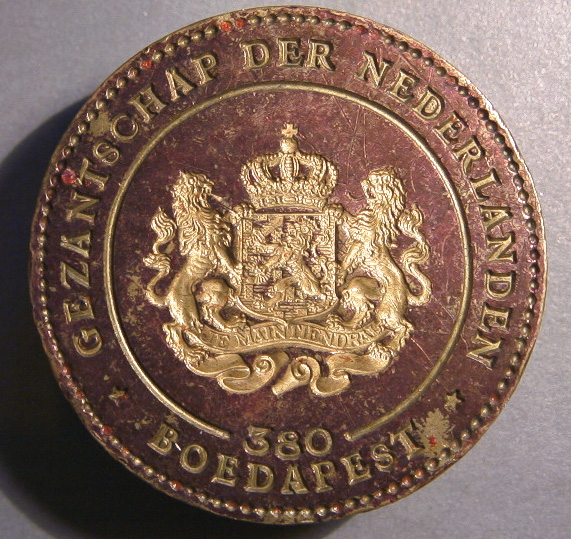 GEZANTSCHAP DER NEDERLANDEN
JE MAINTIENDRAI
380
BOEDAPEST